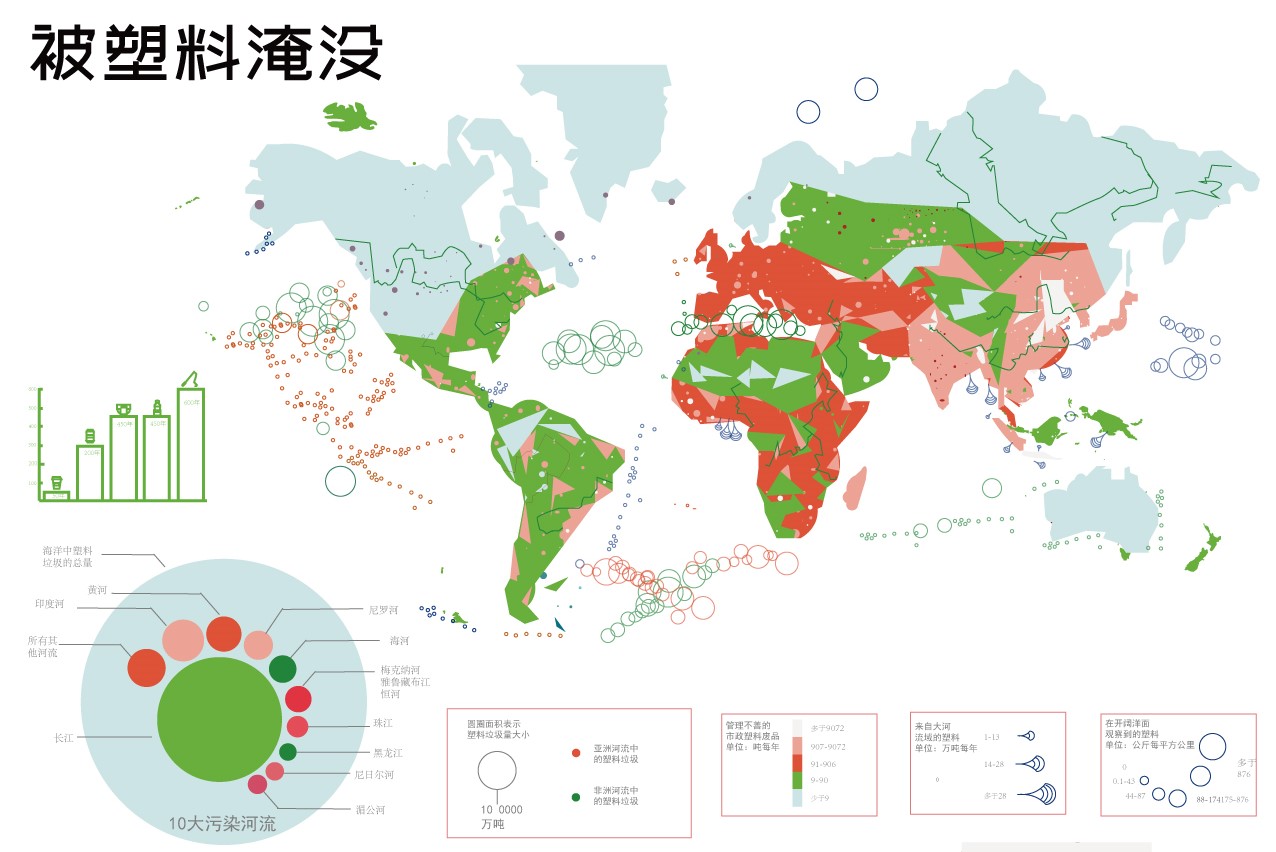 被塑料淹没
200年
450年
450年
600年
海洋中塑料
垃圾的总量
黄河
印度河
所有其
他河流
长江
尼罗河
海河
梅克纳河
雅鲁藏布江
恒河
珠江
黑龙江
尼日尔河
湄公河
10大污染河流
圆圈面积表示
塑料垃圾量大小
10 0000
万吨
亚洲河流中
的塑料垃圾
非洲河流中
的塑料垃圾
管理不善的
市政塑料废品
单位：吨每年
多于9072
907-9072
91-906
9-90
少于9
来自大河
流域的塑料
单位：万吨每年
0
1-13
14-28
多于28
在开阔洋面
观察到的塑料
单位：公斤每平方公里
0
0.1-43
44-87
88-174
175-876
多于
876